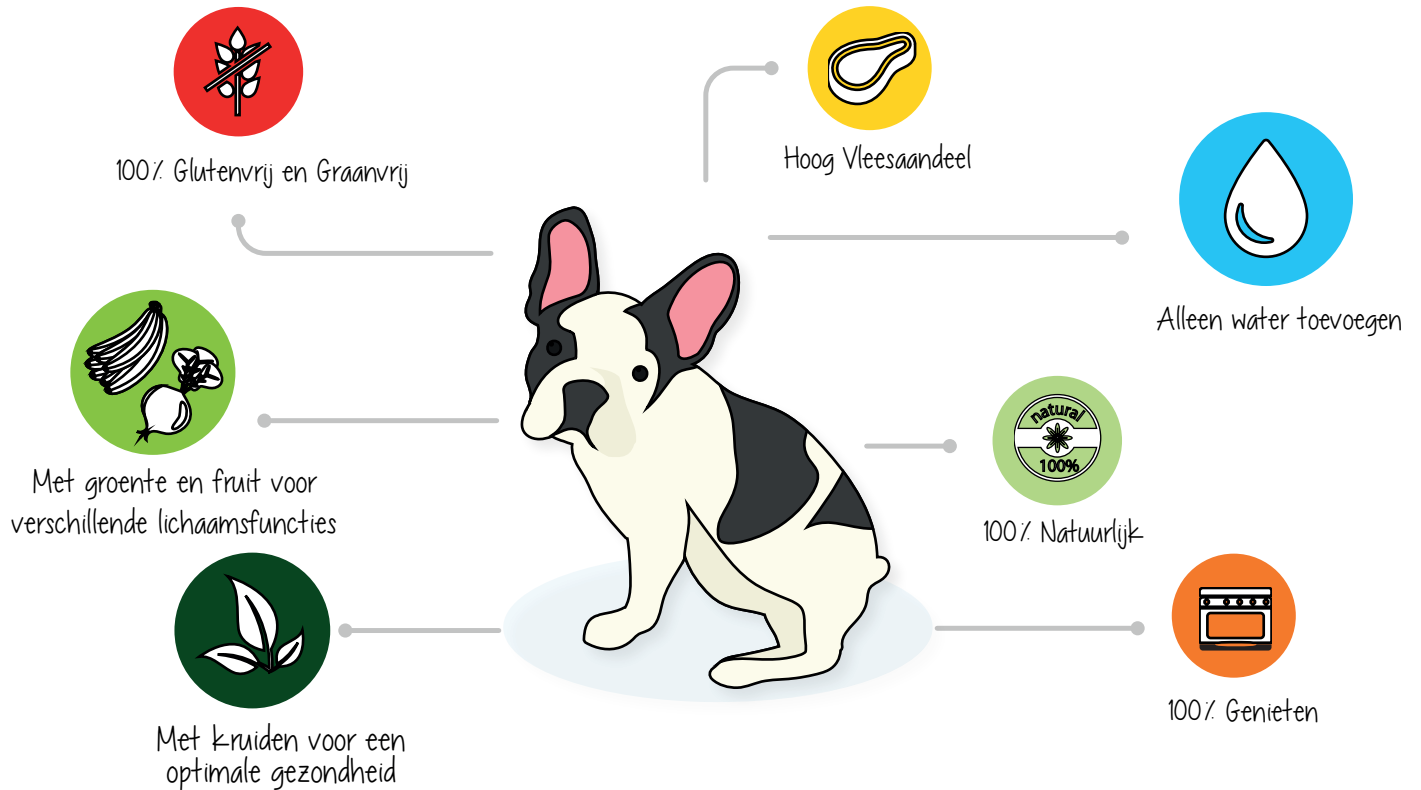 100% Glutenvrij en Graanvrij
Hoog Vleesaandeel
Alleen water toevoegen
Met groente en fruit voor
verschillende lichaamsfuncties
natural
100%
100% Natuurlijk
Met kruiden voor een
optimale gezondheid
100% Genieten